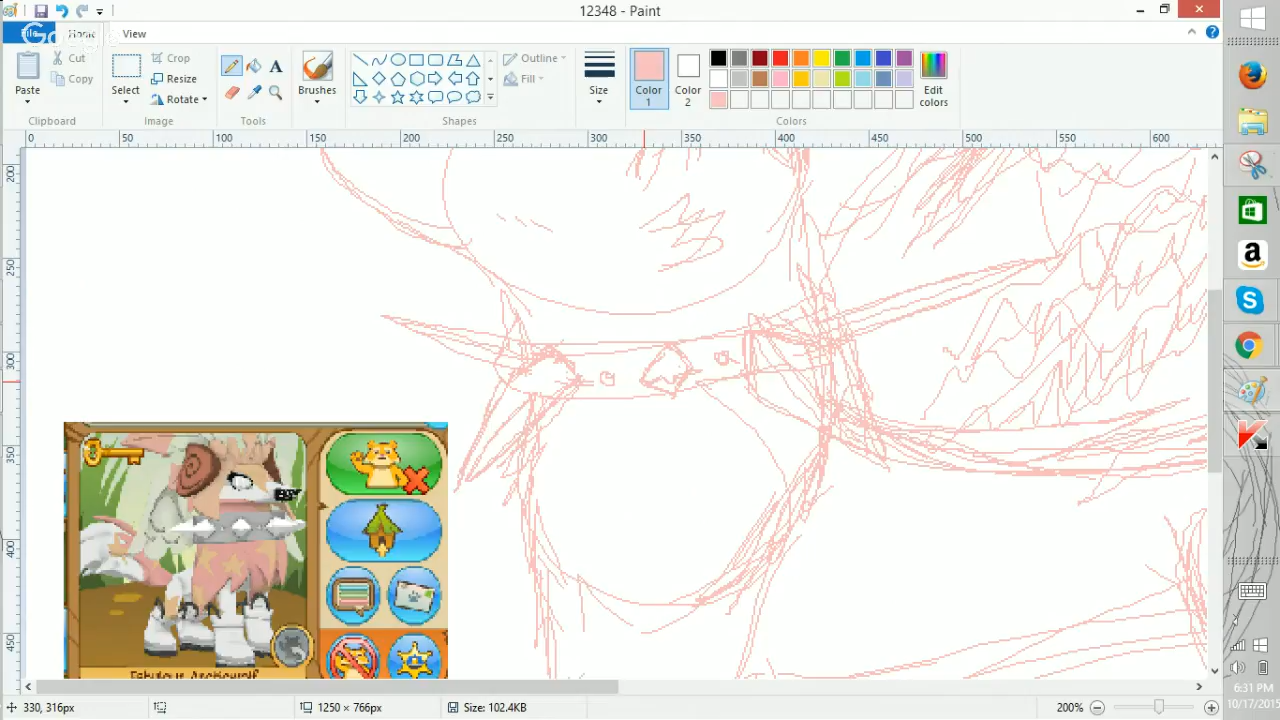 12348 - Paint
File Home View
Google
Paste
Cut
Copy
Clipboard
Select
Crop
Resize
Rotate
Image
Tools
Brushes
Outline
Fill
Shapes
Size
Color 1
Color 2
Edit colors
Colors
0 50 100 150 200 250 300 350 400 450 500 550 600
200
250
300
350
400
450
Fabulous Arcticwolf
330, 316px
1250 × 766px
Size: 102.4KB
200%
6:31 PM